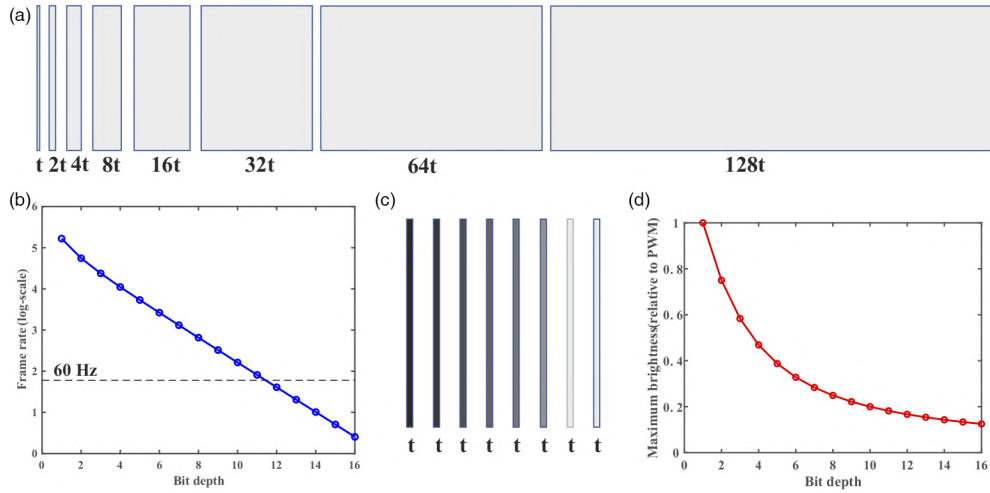 (a)
t 2t 4t 8t 16t 32t 64t 128t
(b)
6
5
4
3
2
1
0
Frame rate (log-scale)
60 Hz
0 2 4 6 8 10 12 14 16
Bit depth
(c)
t t t t t t t t
(d)
1
0.8
0.6
0.4
0.2
0
Maximum brightness(relative to PWM)
0 2 4 6 8 10 12 14 16
Bit depth